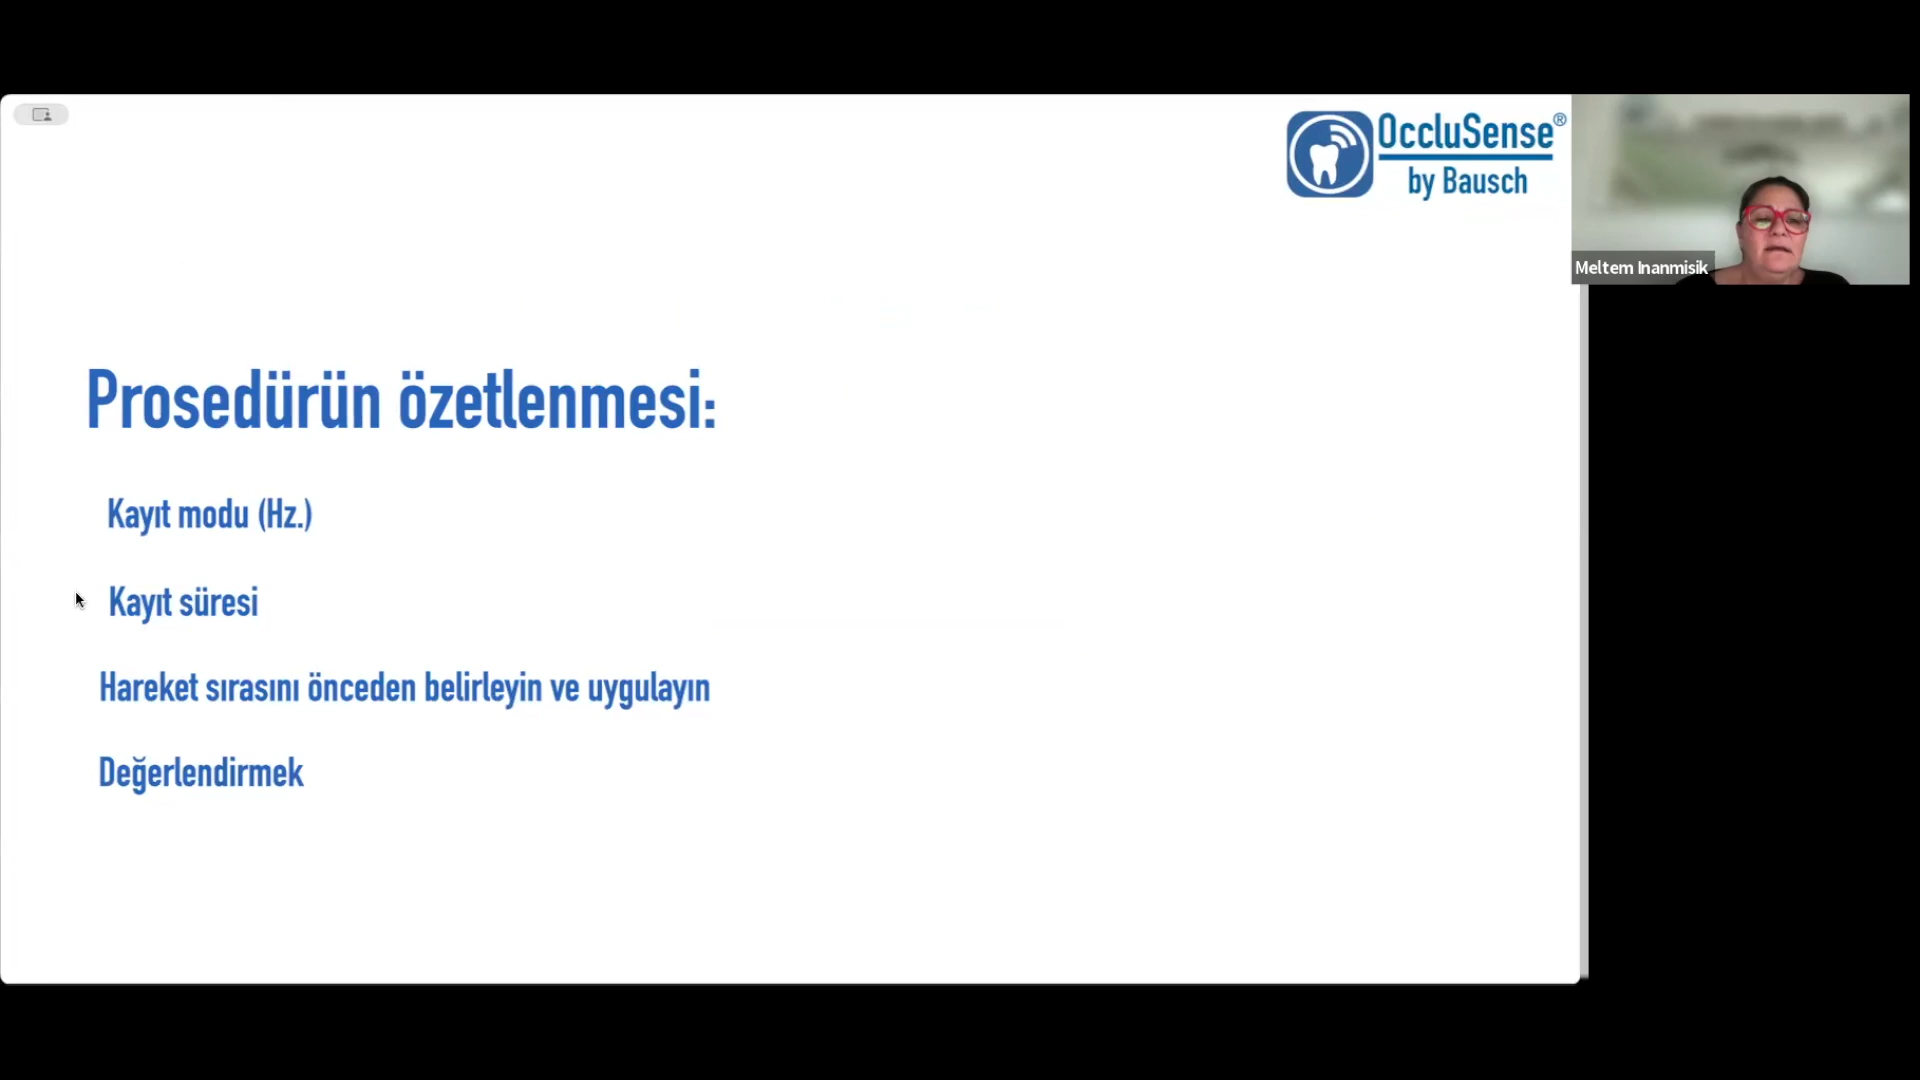 OccluSense®
by Bausch
Meltem Inanmisik
Prosedürün özetlenmesi:
Kayıt modu (Hz.)
Kayıt süresi
Hareket sırasını önceden belirleyin ve uygulayın
Değerlendirmek